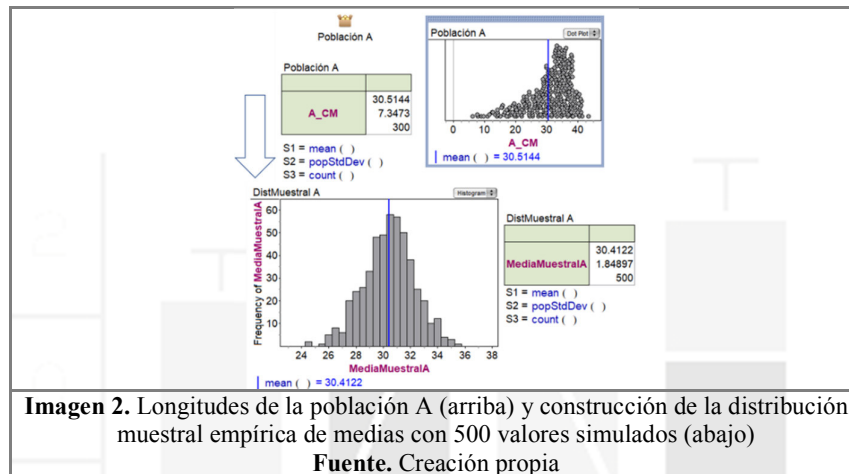 Población A
Población A
A_CM
30.5144
7.3473
300
S1 = mean ( )
S2 = popStdDev ( )
S3 = count ( )
Población A
Dot Plot
0 10 20 30 40
A_CM
mean ( ) = 30.5144
DistMuestral A
Histogram
Frequency of MediaMuestralA
60
50
40
30
20
10
24 26 28 30 32 34 36 38
MediaMuestralA
mean ( ) = 30.4122
DistMuestral A
MediaMuestralA
30.4122
1.84897
500
S1 = mean ( )
S2 = popStdDev ( )
S3 = count ( )
Imagen 2. Longitudes de la población A (arriba) y construcción de la distribución
muestral empírica de medias con 500 valores simulados (abajo)
Fuente. Creación propia